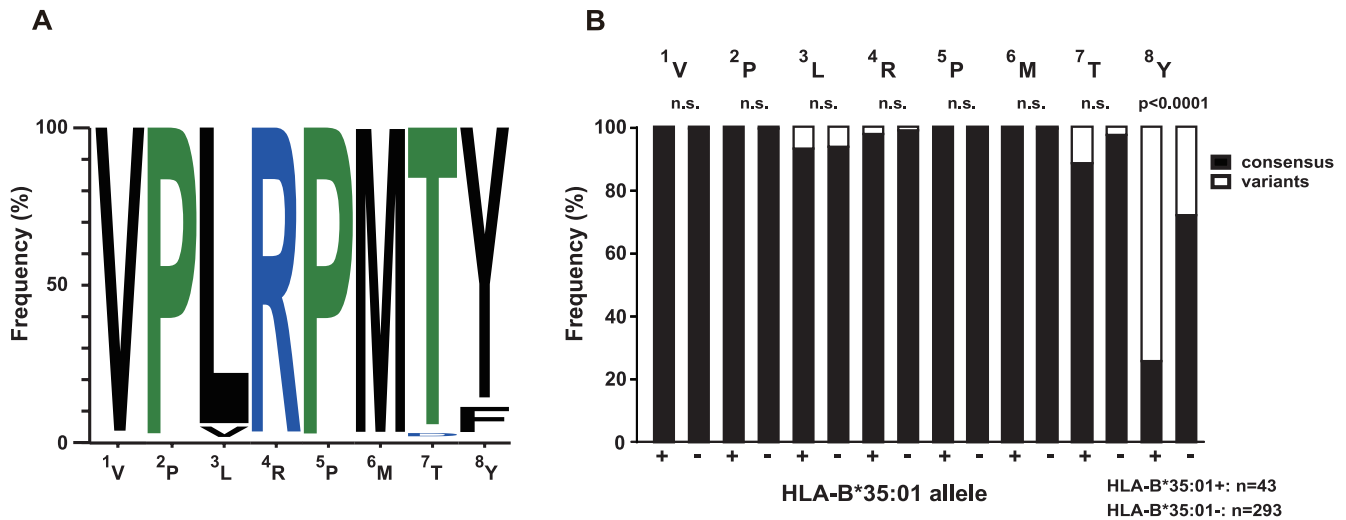 A
Frequency (%)
100
50
0
V P L R P M T Y
V D F
¹V ²P ³L ⁴R ⁵P ⁶M ⁷T ⁸Y
B
¹V ²P ³L ⁴R ⁵P ⁶M ⁷T ⁸Y
n.s. n.s. n.s. n.s. n.s. n.s. n.s. p<0.0001
Frequency (%)
100
80
60
40
20
0
consensus
variants
+ - + - + - + - + - + - + - + -
HLA-B*35:01 allele
HLA-B*35:01+: n=43
HLA-B*35:01-: n=293